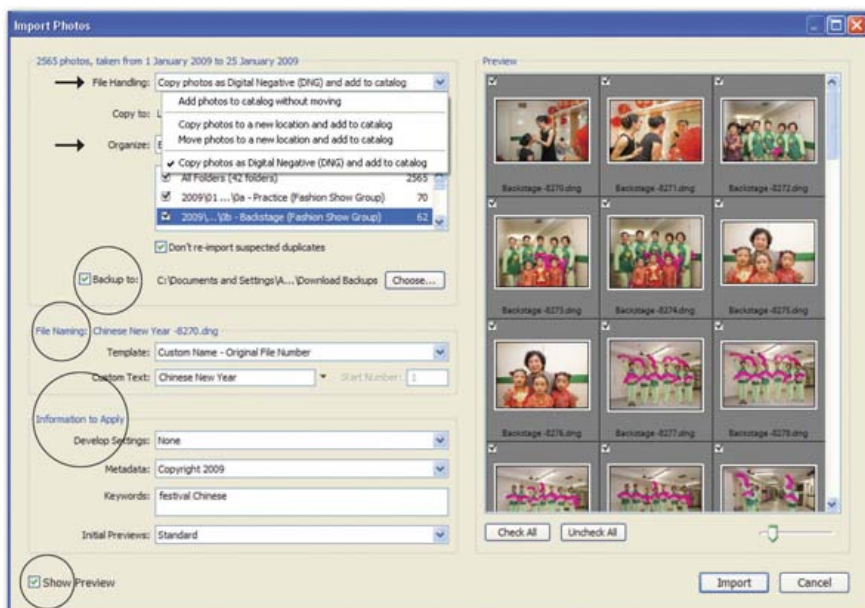 Import Photos
2565 photos, taken from 1 January 2009 to 25 January 2009
File Handling: Copy photos as Digital Negative (DNG) and add to catalog
Add photos to catalog without moving
Copy to:
Copy photos to a new location and add to catalog
Move photos to a new location and add to catalog
Organize:
Copy photos as Digital Negative (DNG) and add to catalog
All Folders (42 folders) 2565
2009\01 ...\0a - Practice (Fashion Show Group) 70
2009\...\0b - Backstage (Fashion Show Group) 62
Don't re-import suspected duplicates
Backup to: C:\Documents and Settings\A...\Download Backups Choose...
File Naming: Chinese New Year -8270.dng
Template: Custom Name - Original File Number
Custom Text: Chinese New Year Start Number: 1
Information to Apply
Develop Settings: None
Metadata: Copyright 2009
Keywords: festival Chinese
Initial Previews: Standard
Show Preview
Preview
Backstage -8270.dng Backstage -8271.dng Backstage -8272.dng
Backstage -8273.dng Backstage -8274.dng Backstage -8275.dng
Backstage -8276.dng Backstage -8277.dng Backstage -8278.dng
Check All Uncheck All
Import Cancel